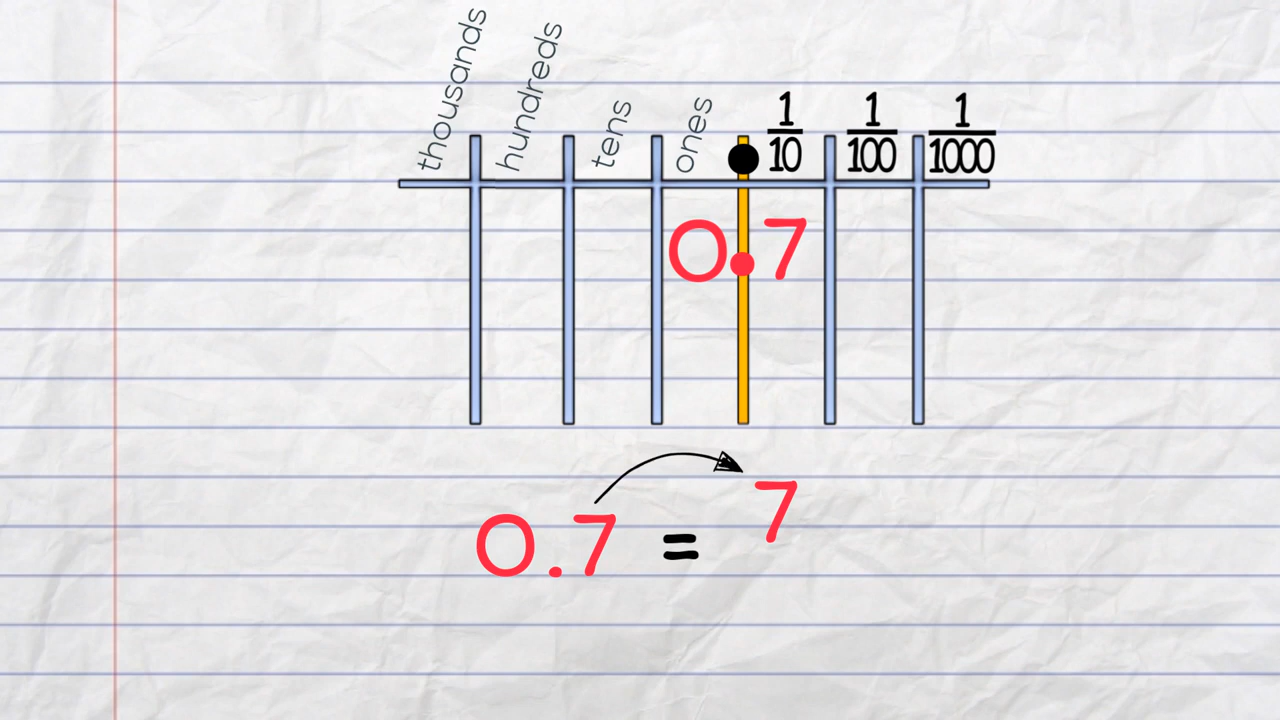 thousands hundreds tens ones 1/10 1/100 1/1000
0.7
0.7 = 7